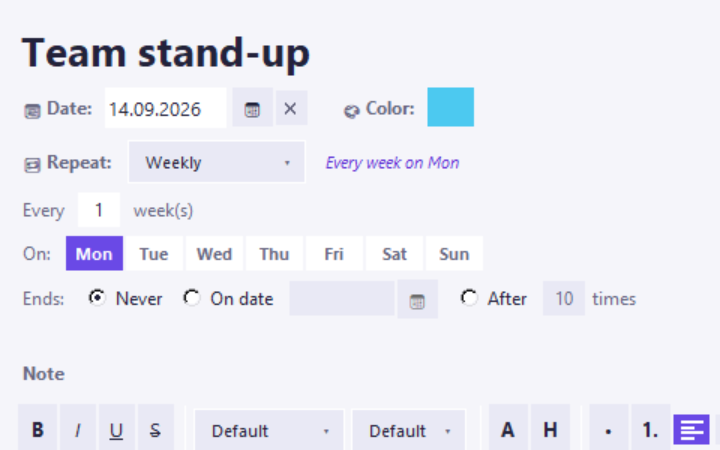 Team stand-up
Date: 14.09.2026 × Color:
Repeat: Weekly Every week on Mon
Every 1 week(s)
On: Mon Tue Wed Thu Fri Sat Sun
Ends: Never On date After 10 times
Note
B I U S Default Default A H • 1.